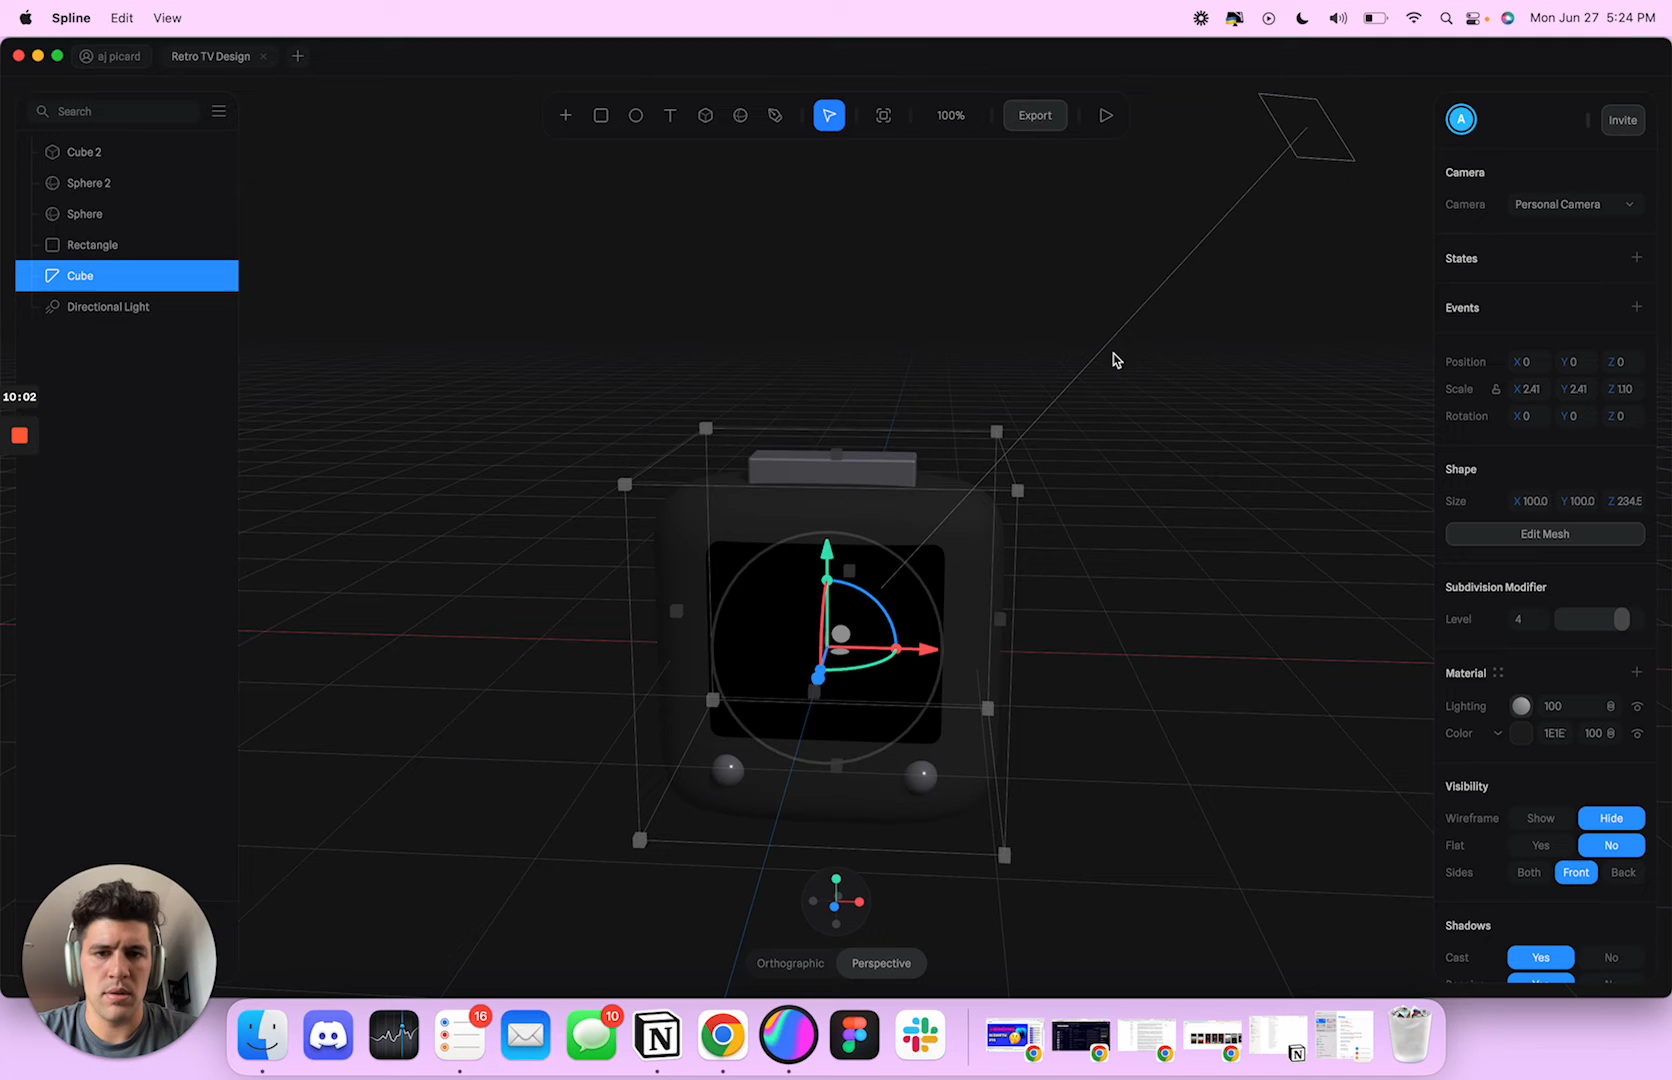 Spline
Edit
View
Mon Jun 27 5:24 PM
aj picard
Retro TV Design
Search
100%
Export
Invite
A
Cube 2
Sphere 2
Sphere
Rectangle
Cube
Directional Light
10:02
Camera
Camera
Personal Camera
States
Events
Position X 0 Y 0 Z 0
Scale X 2.41 Y 2.41 Z 1.10
Rotation X 0 Y 0 Z 0
Shape
Size X 100.0 Y 100.0 Z 234.5
Edit Mesh
Subdivision Modifier
Level 4
Material
Lighting 100
Color 1E1E 100
Visibility
Wireframe Show Hide
Flat Yes No
Sides Both Front Back
Shadows
Cast Yes No
Orthographic
Perspective
16
10